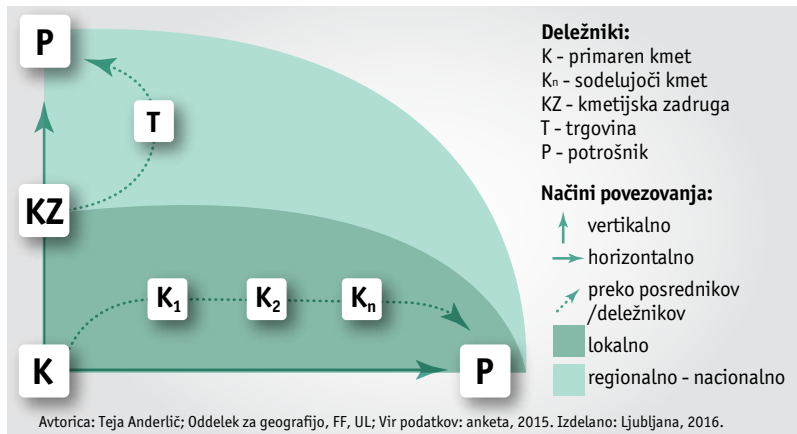 P
T
KZ
K₁ K₂ Kₙ
K
P
Deležniki:
K - primaren kmet
Kₙ - sodelujoči kmet
KZ - kmetijska zadruga
T - trgovina
P - potrošnik
Načini povezovanja:
vertikalno
horizontalno
preko posrednikov
/deležnikov
lokalno
regionalno - nacionalno
Avtorica: Teja Anderlič; Oddelek za geografijo, FF, UL; Vir podatkov: anketa, 2015. Izdelano: Ljubljana, 2016.